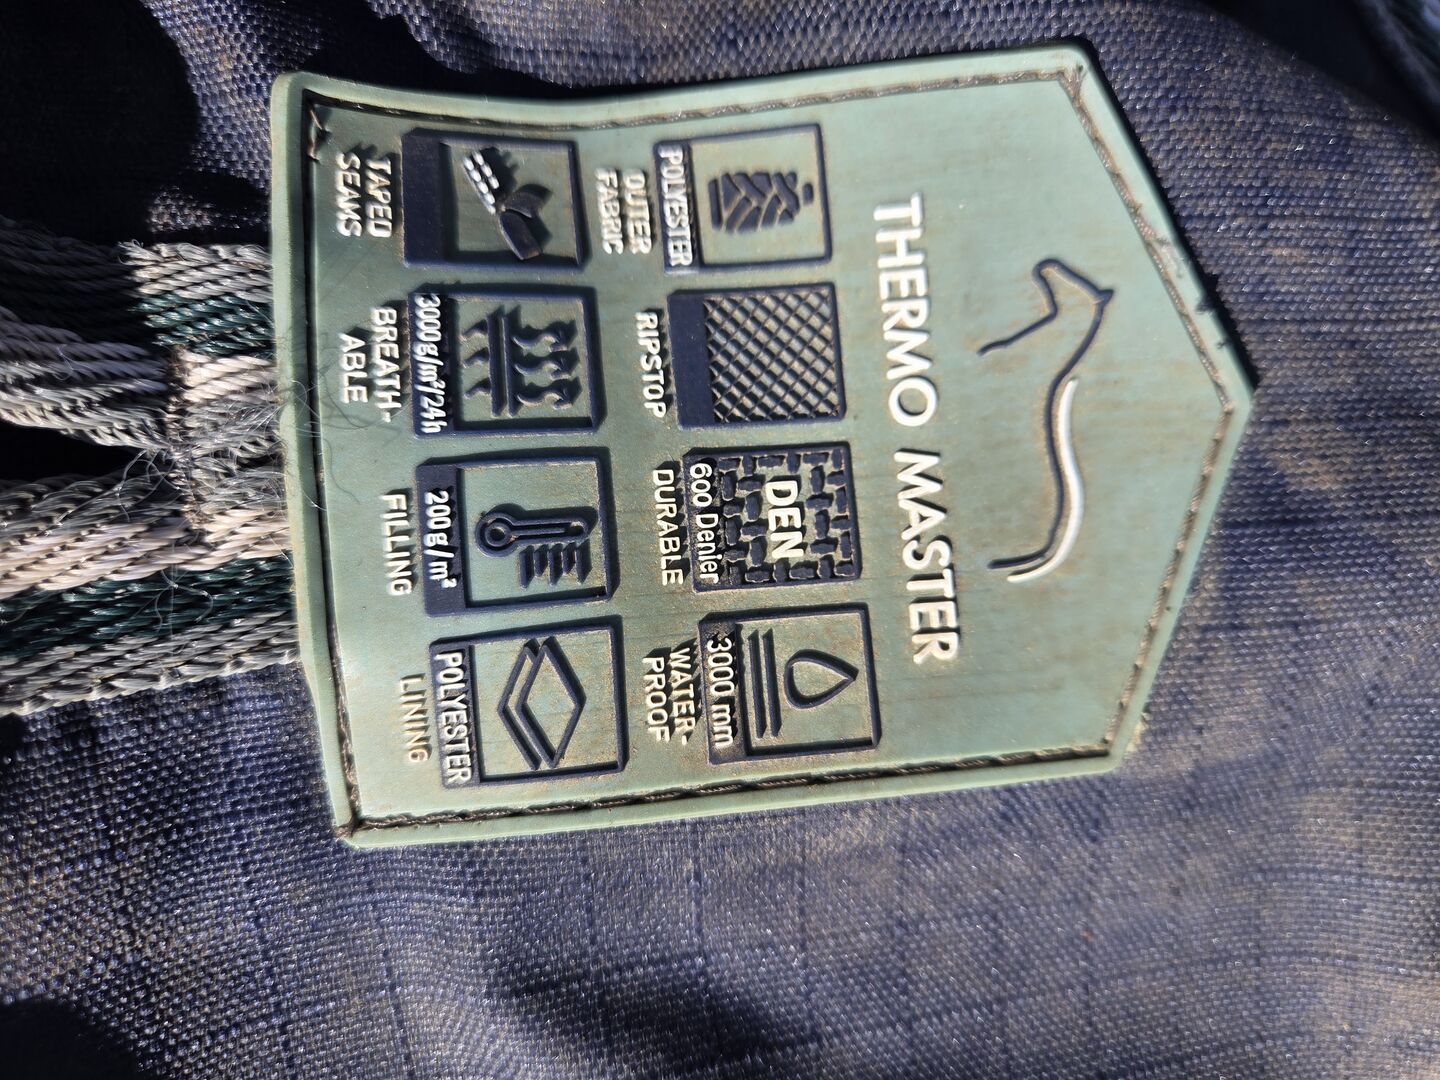 THERMO MASTER
POLYESTER
OUTER
FABRIC
RIPSTOP
DEN
600 Denier
DURABLE
3000 mm
WATER-
PROOF
TAPED
SEAMS
3000g/m²/24h
BREATH-
ABLE
200g/m²
FILLING
POLYESTER
LINING